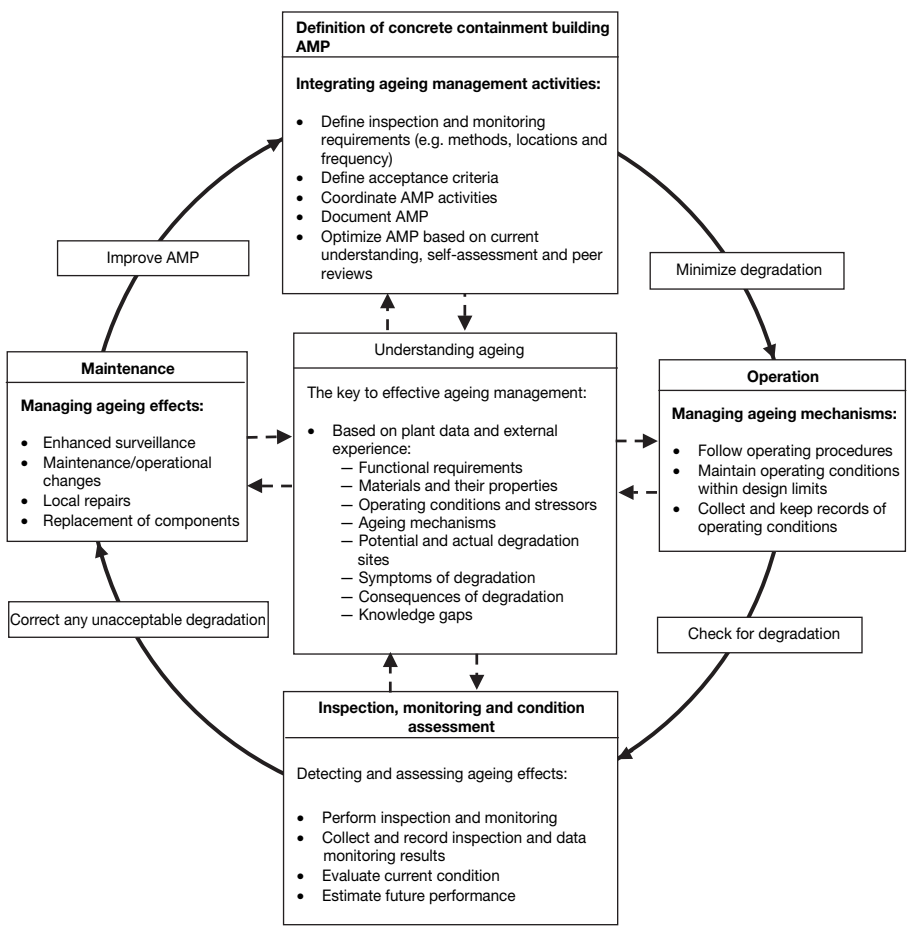 Definition of concrete containment building
AMP
Integrating ageing management activities:
• Define inspection and monitoring
requirements (e.g. methods, locations and
frequency)
• Define acceptance criteria
• Coordinate AMP activities
• Document AMP
• Optimize AMP based on current
understanding, self-assessment and peer
reviews
Improve AMP
Minimize degradation
Maintenance
Managing ageing effects:
• Enhanced surveillance
• Maintenance/operational
changes
• Local repairs
• Replacement of components
Understanding ageing
The key to effective ageing management:
• Based on plant data and external
experience:
— Functional requirements
— Materials and their properties
— Operating conditions and stressors
— Ageing mechanisms
— Potential and actual degradation
sites
— Symptoms of degradation
— Consequences of degradation
— Knowledge gaps
Operation
Managing ageing mechanisms:
• Follow operating procedures
• Maintain operating conditions
within design limits
• Collect and keep records of
operating conditions
Correct any unacceptable degradation
Check for degradation
Inspection, monitoring and condition
assessment
Detecting and assessing ageing effects:
• Perform inspection and monitoring
• Collect and record inspection and data
monitoring results
• Evaluate current condition
• Estimate future performance